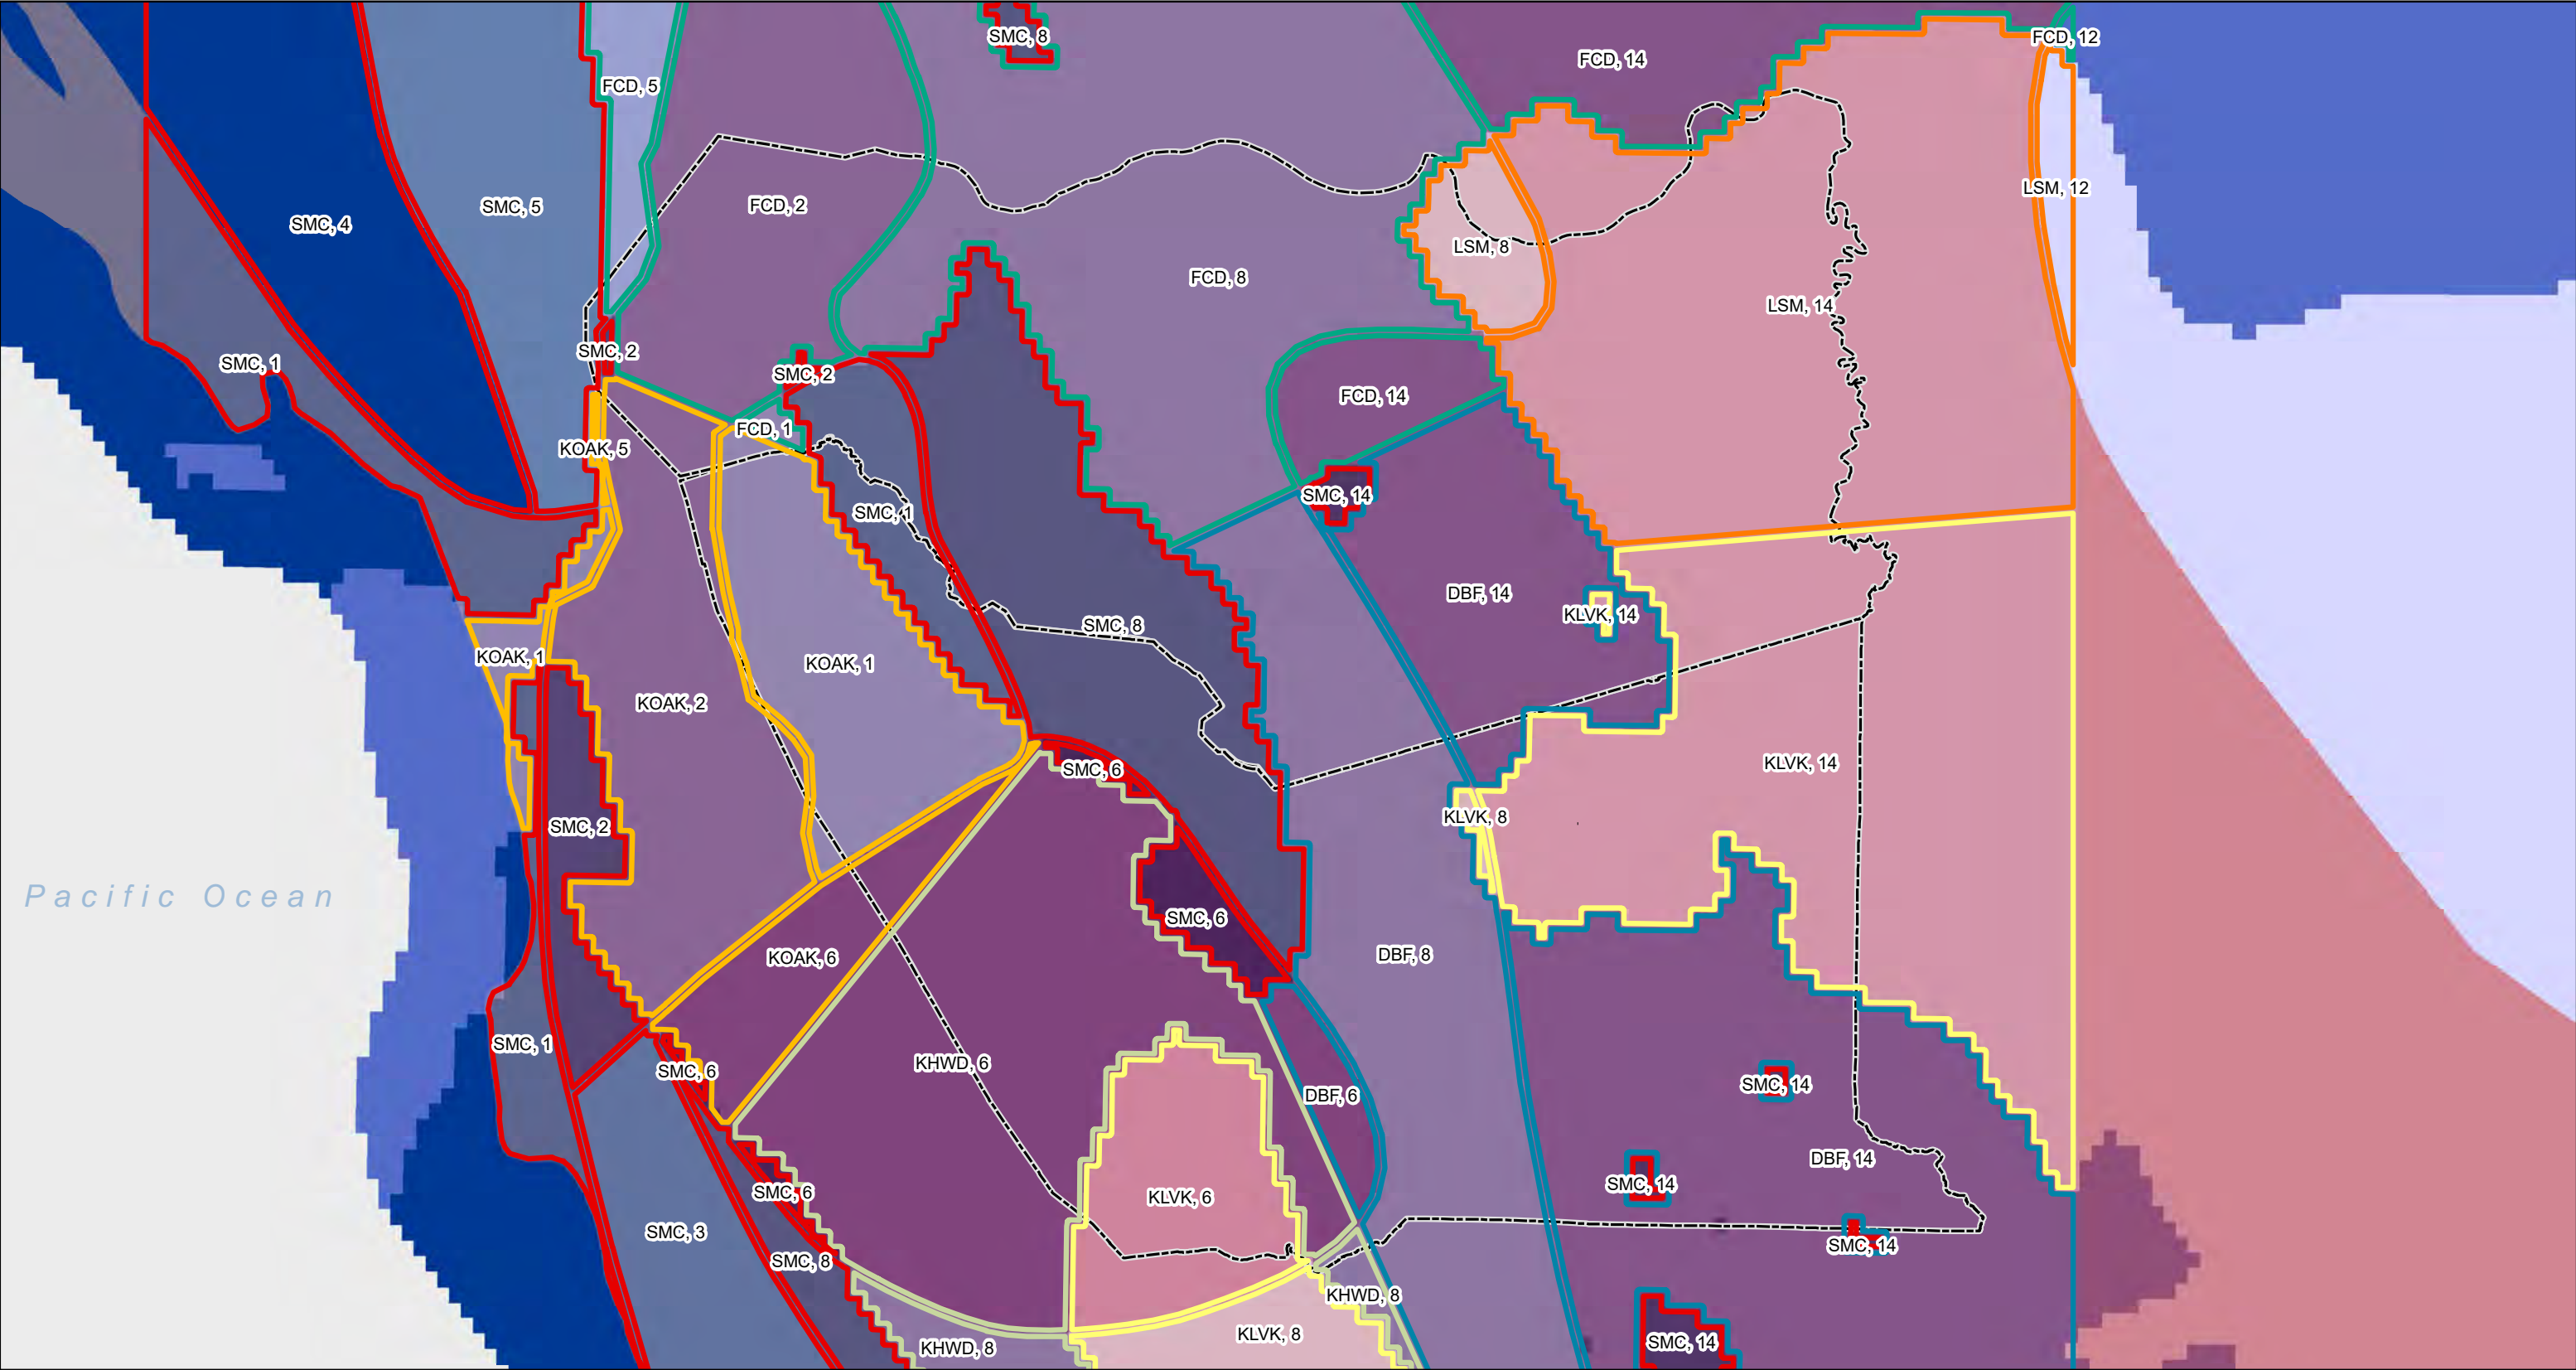 SMC, 8
FCD, 12
FCD, 14
FCD, 5
LSM, 12
FCD, 2
SMC, 5
SMC, 4
LSM, 8
FCD, 8
LSM, 14
SMC, 2
SMC, 1
SMC, 2
FCD, 14
FCD, 1
KOAK, 5
SMC, 14
SMC, 1
DBF, 14
KLVK, 14
SMC, 8
KOAK, 1
KOAK, 1
KOAK, 2
KLVK, 14
SMC, 6
KLVK, 8
SMC, 2
Pacific Ocean
SMC, 6
DBF, 8
KOAK, 6
SMC, 1
KHWD, 6
SMC, 6
SMC, 14
DBF, 6
DBF, 14
SMC, 14
SMC, 6
KLVK, 6
SMC, 3
SMC, 14
SMC, 8
KHWD, 8
KLVK, 8
SMC, 14
KHWD, 8